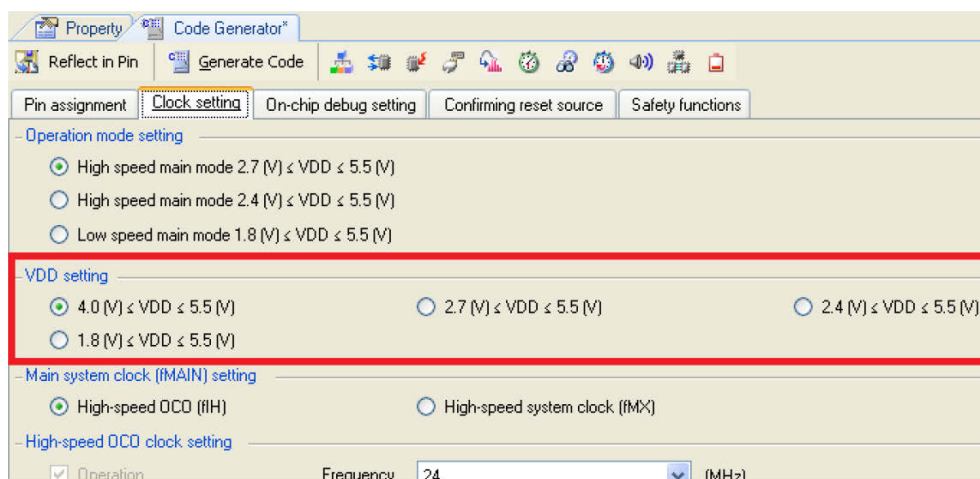 Property Code Generator*
Reflect in Pin Generate Code
Pin assignment Clock setting On-chip debug setting Confirming reset source Safety functions
Operation mode setting
High speed main mode 2.7 (V) ≤ VDD ≤ 5.5 (V)
High speed main mode 2.4 (V) ≤ VDD ≤ 5.5 (V)
Low speed main mode 1.8 (V) ≤ VDD ≤ 5.5 (V)
VDD setting
4.0 (V) ≤ VDD ≤ 5.5 (V) 2.7 (V) ≤ VDD ≤ 5.5 (V) 2.4 (V) ≤ VDD ≤ 5.5 (V)
1.8 (V) ≤ VDD ≤ 5.5 (V)
Main system clock (fMAIN) setting
High-speed OCO (fIH) High-speed system clock (fMX)
High-speed OCO clock setting
Operation Frequency 24 (MHz)